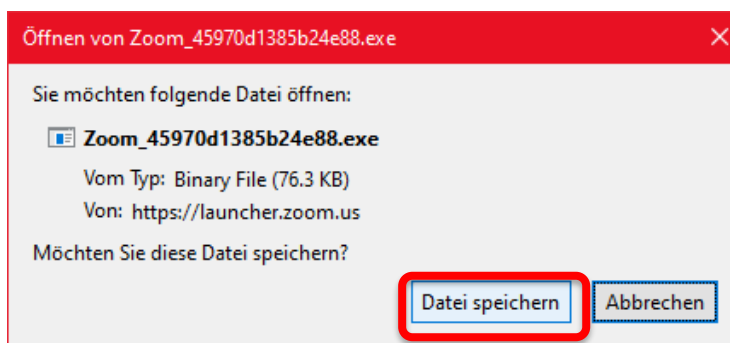 Öffnen von Zoom_45970d1385b24e88.exe
Sie möchten folgende Datei öffnen:
Zoom_45970d1385b24e88.exe
Vom Typ: Binary File (76.3 KB)
Von: https://launcher.zoom.us
Möchten Sie diese Datei speichern?
Datei speichern Abbrechen